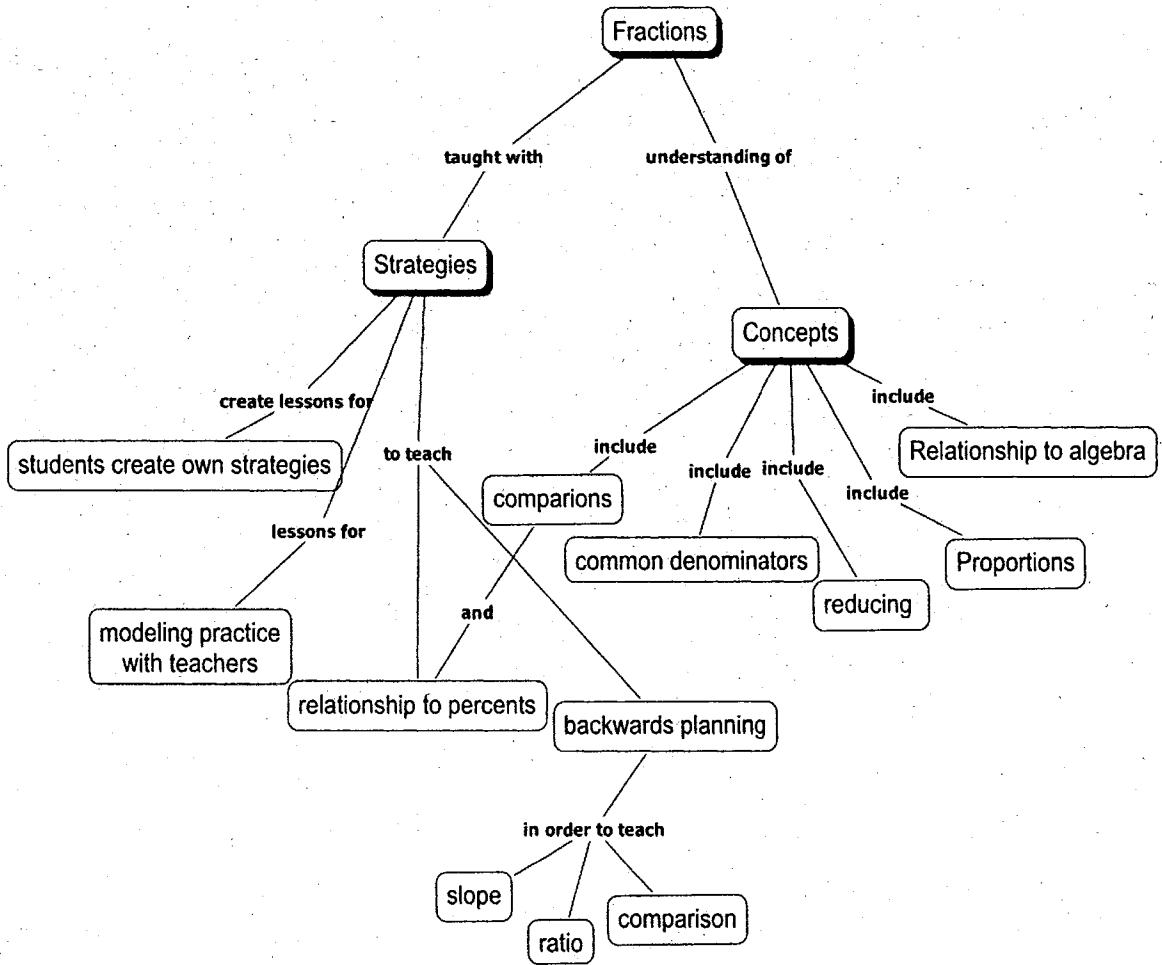 Fractions
taught with
understanding of
Strategies
Concepts
create lessons for
include
students create own strategies
to teach
include
Relationship to algebra
include
include
include
comparions
lessons for
common denominators
Proportions
reducing
and
modeling practice
with teachers
relationship to percents
backwards planning
in order to teach
slope
comparison
ratio